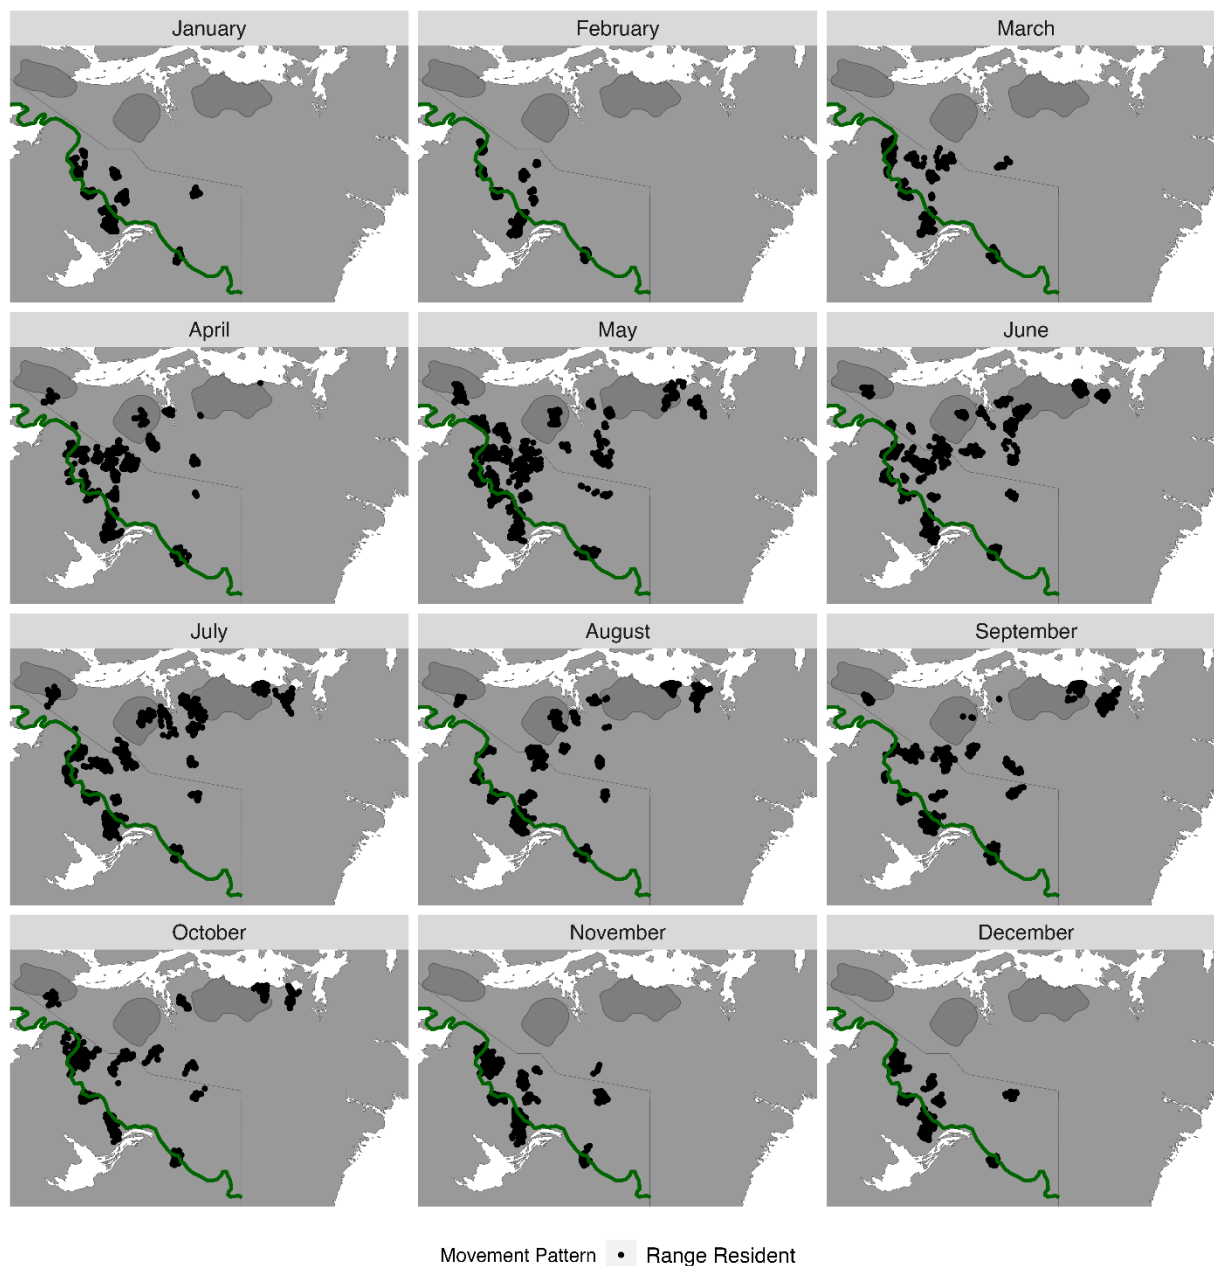 January
February
March
April
May
June
July
August
September
October
November
December
Movement Pattern
Range Resident